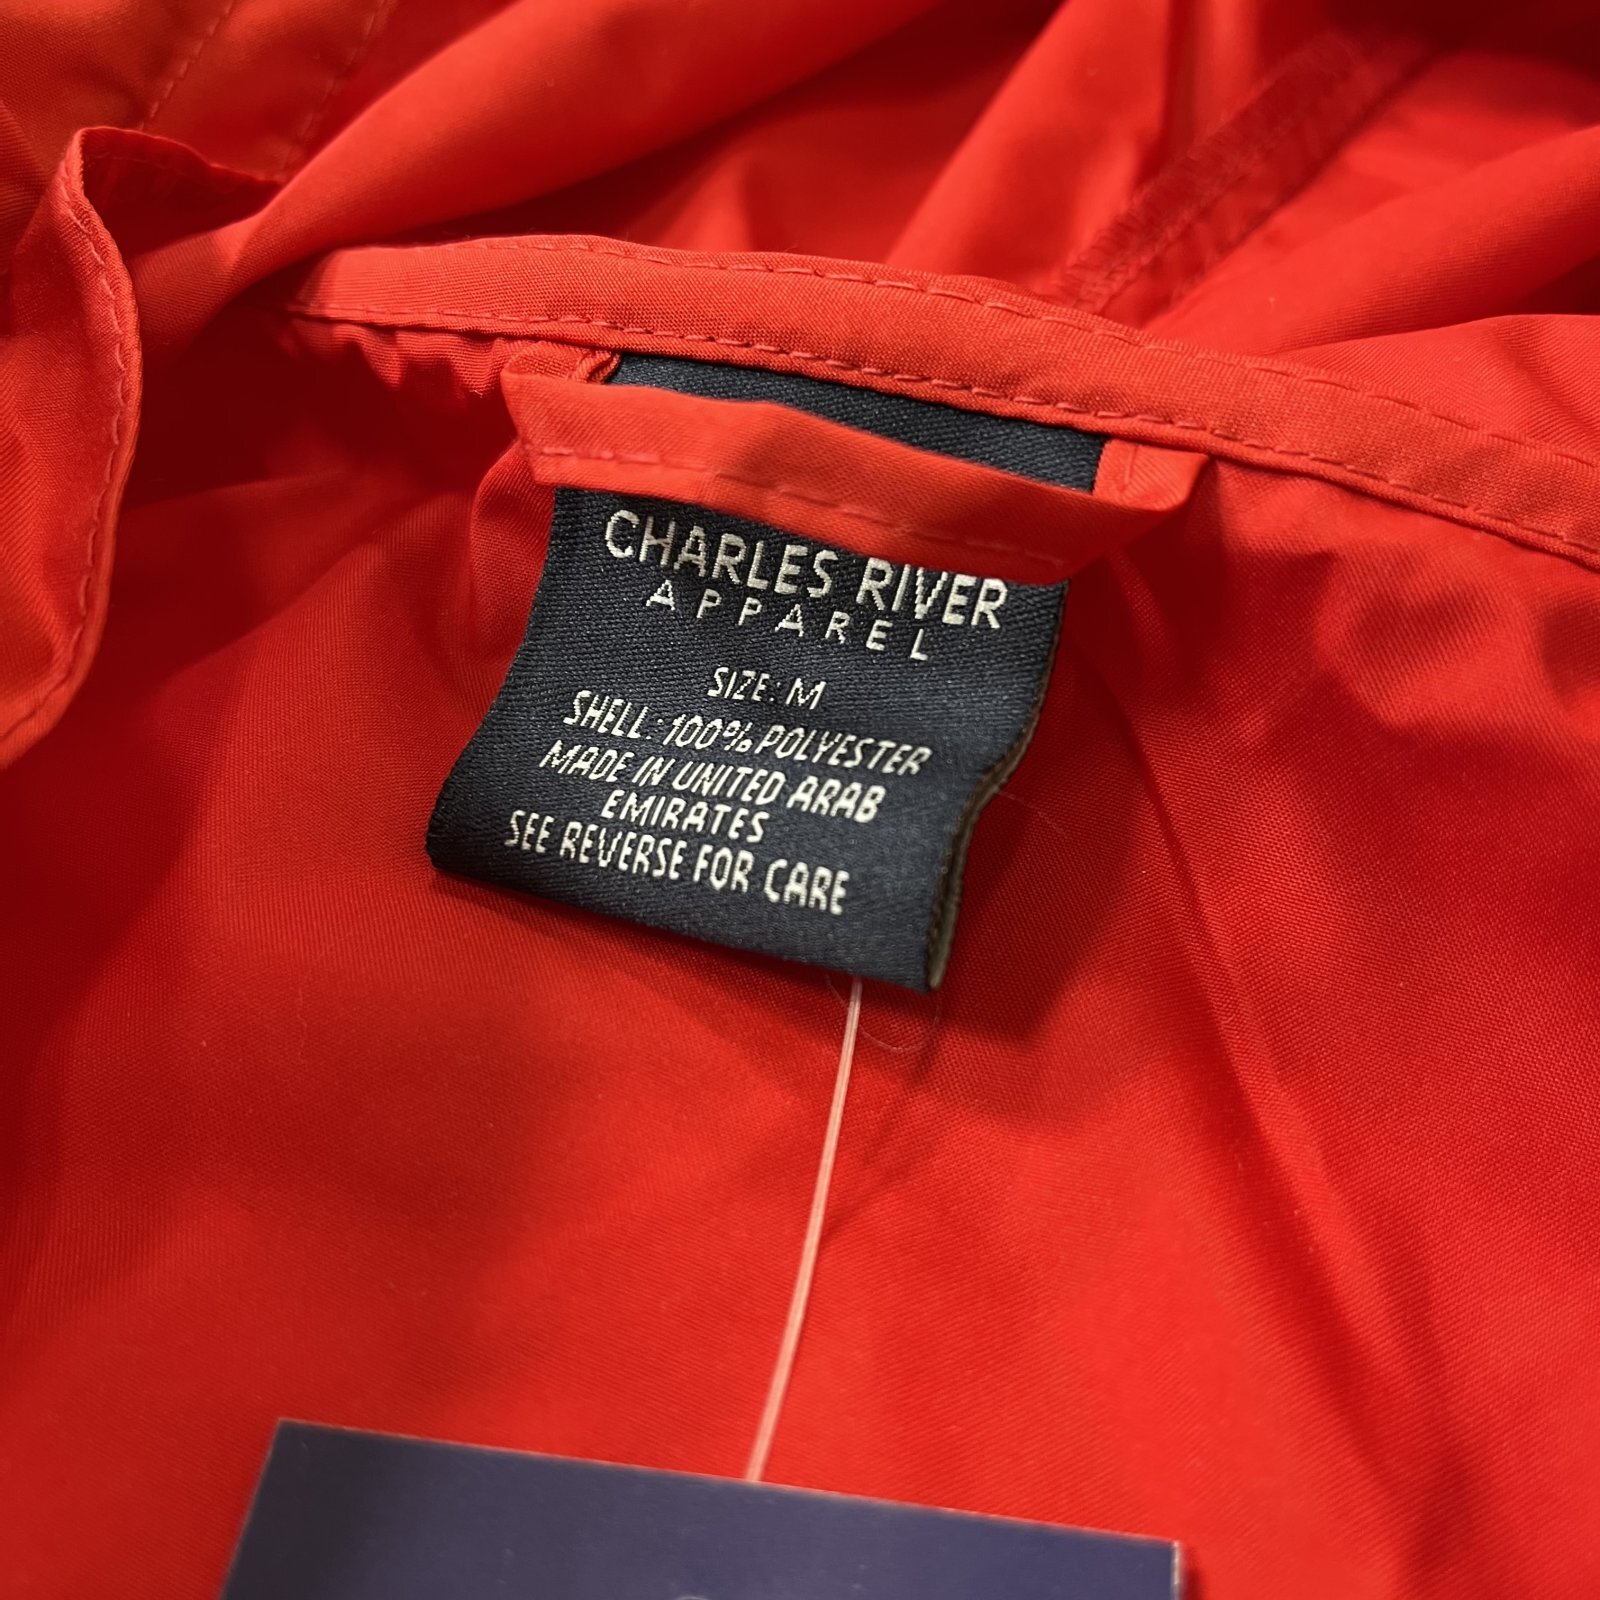 CHARLES RIVER
APPAREL
SIZE: M
SHELL: 100% POLYESTER
MADE IN UNITED ARAB
EMIRATES
SEE REVERSE FOR CARE